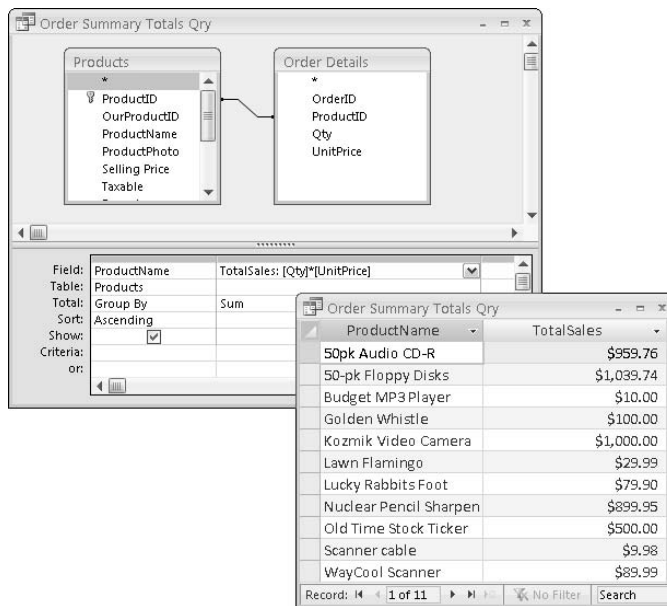 Order Summary Totals Qry
Products
*
ProductID
OurProductID
ProductName
ProductPhoto
Selling Price
Taxable
Order Details
*
OrderID
ProductID
Qty
UnitPrice
Field: ProductName TotalSales: [Qty]*[UnitPrice]
Table: Products
Total: Group By Sum
Sort: Ascending
Show:
Criteria:
or:
Order Summary Totals Qry
ProductName TotalSales
50pk Audio CD-R $959.76
50-pk Floppy Disks $1,039.74
Budget MP3 Player $10.00
Golden Whistle $100.00
Kozmik Video Camera $1,000.00
Lawn Flamingo $29.99
Lucky Rabbits Foot $79.90
Nuclear Pencil Sharpen $899.95
Old Time Stock Ticker $500.00
Scanner cable $9.98
WayCool Scanner $89.99
Record: 1 of 11 No Filter Search